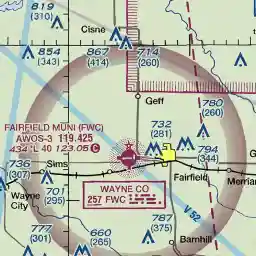 819
(310)
Cisne
854
(343)
867
(414)
714
(260)
Geff
780
(260)
FAIRFIELD MUNI (FWC)
AWOS-3 119.425
434 L 40 123.05 C
732
(281)
794
(344)
736
(307)
Sims
Wayne
City
701
(295)
WAYNE CO
257 FWC
Fairfield
Merriam
V 52
787
(375)
777
(301)
660
(265)
Barnhill